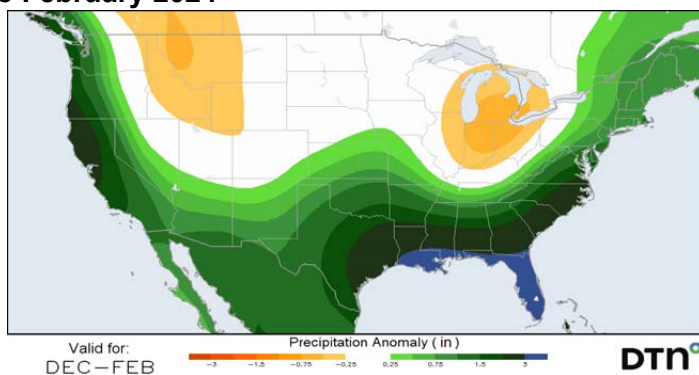 February 2024
Valid for:
DEC-FEB
Precipitation Anomaly (in)
-3 -1.5 -0.75 -0.25 0.25 0.75 1.5 3
DTN